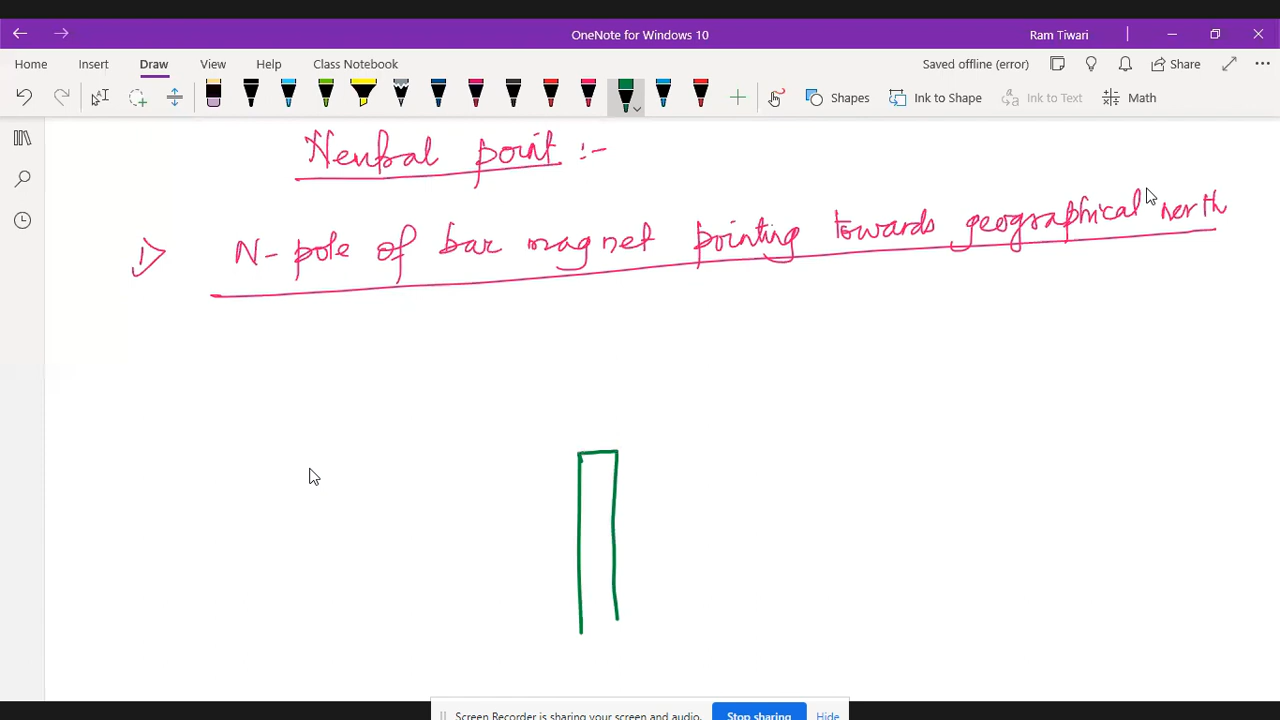 OneNote for Windows 10
Ram Tiwari
Home Insert Draw View Help Class Notebook
Saved offline (error) Share
Shapes Ink to Shape Ink to Text Math
Neutral point :-
1) N-pole of bar magnet pointing towards geographical north
Screen Recorder is sharing your screen and audio. Stop sharing Hide